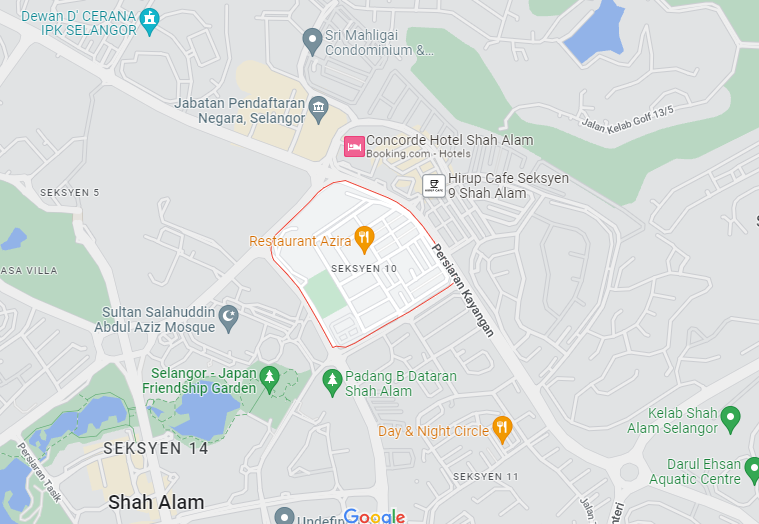 Dewan D' CERANA
IPK SELANGOR
Sri Mahligai
Condominium &...
Jabatan Pendaftaran
Negara, Selangor
Jalan Kelab Golf 13/5
Concorde Hotel Shah Alam
Booking.com - Hotels
Hirup Cafe Seksyen
9 Shah Alam
HIRUP CAFE
SEKSYEN 5
Restaurant Azira
SEKSYEN 10
Persiaran Kayangan
ASA VILLA
Sultan Salahuddin
Abdul Aziz Mosque
Selangor - Japan
Friendship Garden
Padang B Dataran
Shah Alam
Kelab Shah
Alam Selangor
Day & Night Circle
SEKSYEN 14
Persiaran Tasik
Darul Ehsan
Aquatic Centre
SEKSYEN 11
Shah Alam
Jalan
nteri
Undefin
Google